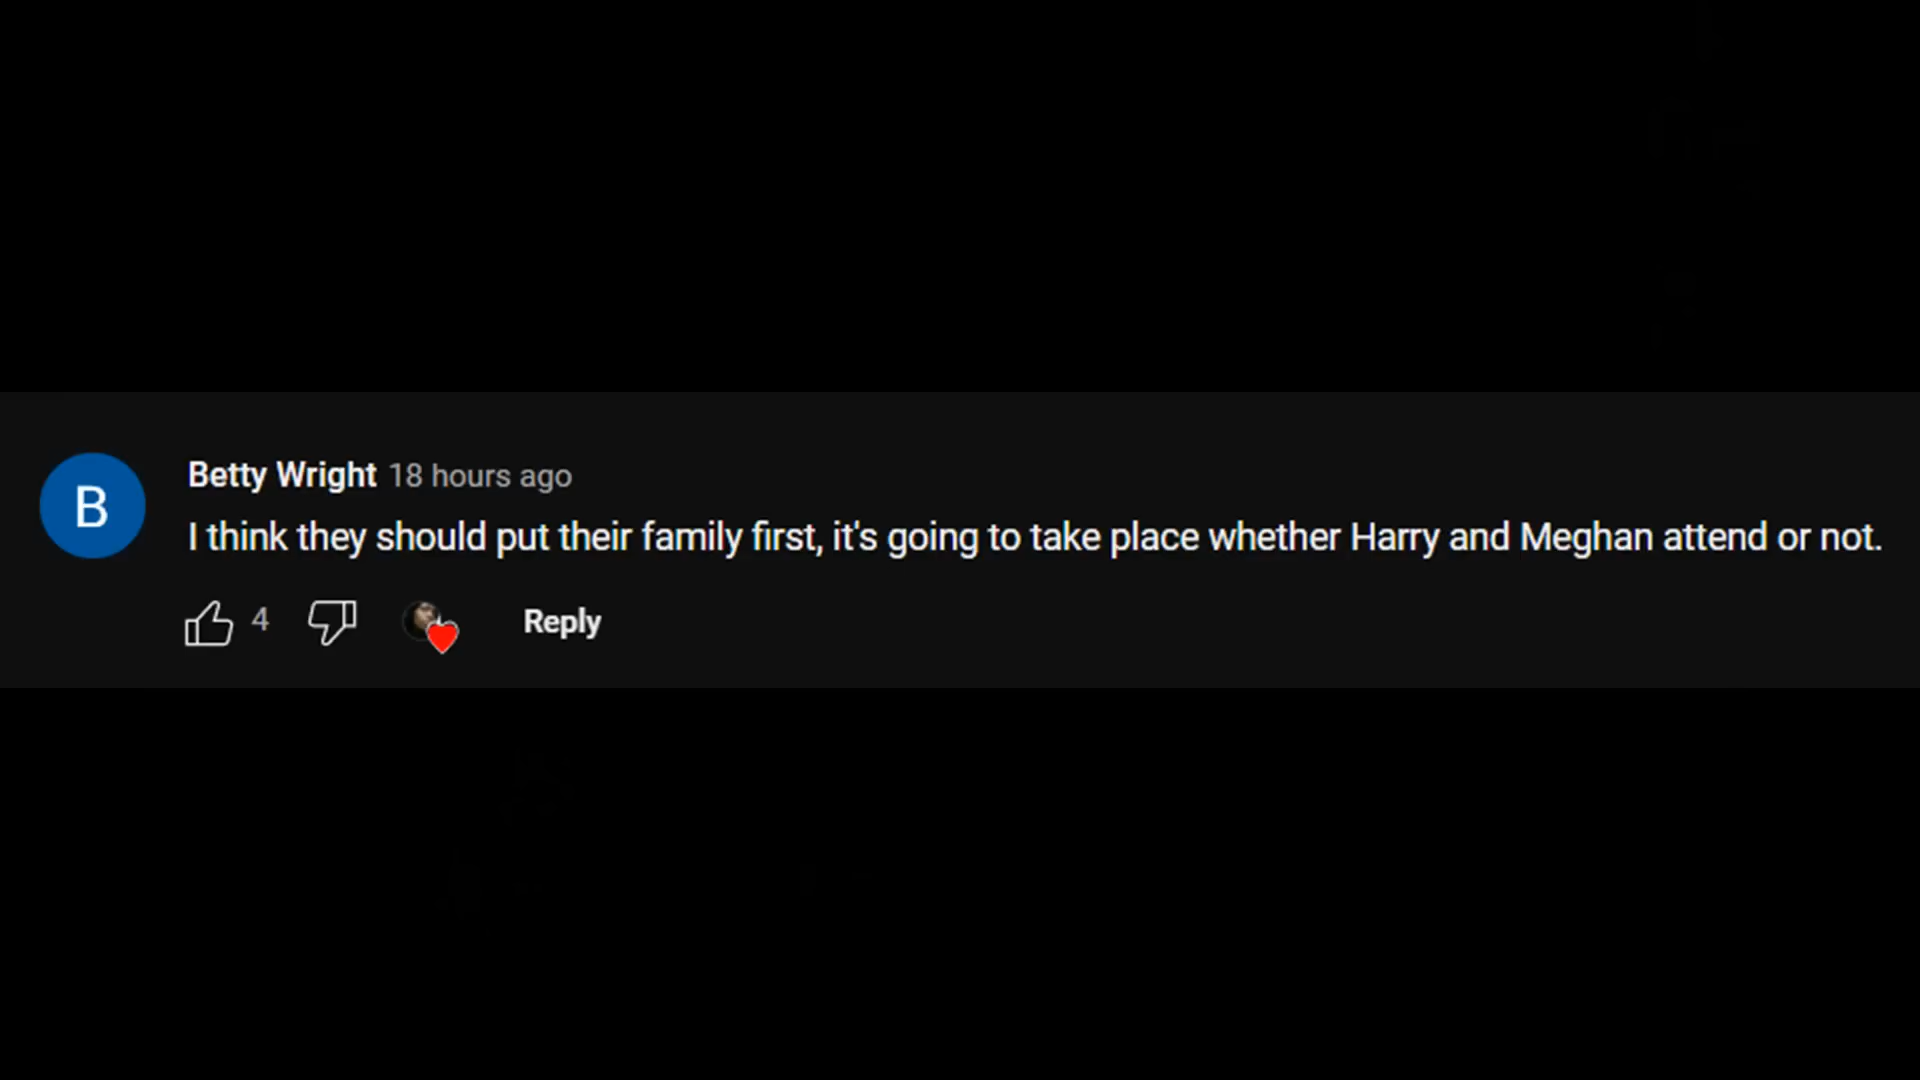 B
Betty Wright 18 hours ago
I think they should put their family first, it's going to take place whether Harry and Meghan attend or not.
4 Reply